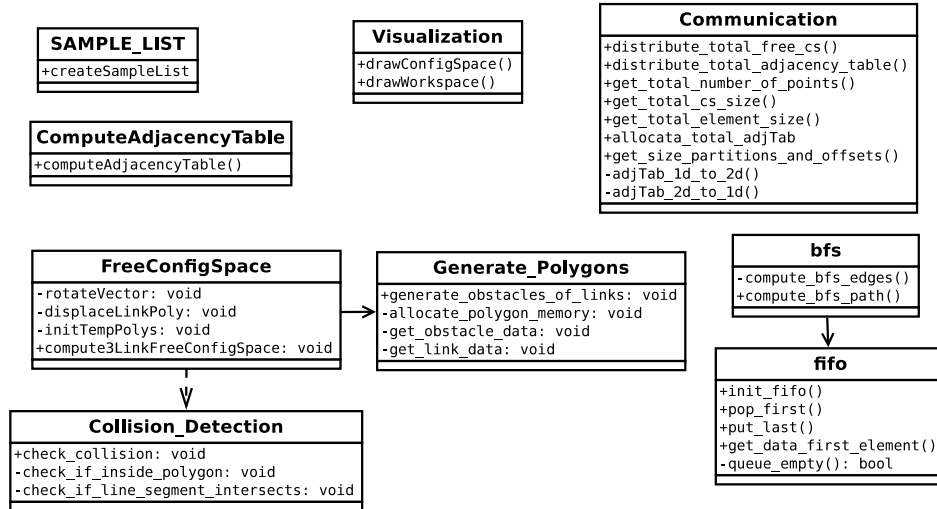 SAMPLE_LIST
+createSampleList
Visualization
+drawConfigSpace()
+drawWorkspace()
Communication
+distribute_total_free_cs()
+distribute_total_adjacency_table()
+get_total_number_of_points()
+get_total_cs_size()
+get_total_element_size()
+allocata_total_adjTab
+get_size_partitions_and_offsets()
-adjTab_1d_to_2d()
-adjTab_2d_to_1d()
ComputeAdjacencyTable
+computeAdjacencyTable()
FreeConfigSpace
-rotateVector: void
-displaceLinkPoly: void
-initTempPolys: void
+compute3LinkFreeConfigSpace: void
Generate_Polygons
+generate_obstacles_of_links: void
-allocate_polygon_memory: void
-get_obstacle_data: void
-get_link_data: void
bfs
-compute_bfs_edges()
+compute_bfs_path()
fifo
+init_fifo()
+pop_first()
+put_last()
+get_data_first_element()
-queue_empty(): bool
Collision_Detection
+check_collision: void
-check_if_inside_polygon: void
-check_if_line_segment_intersects: void